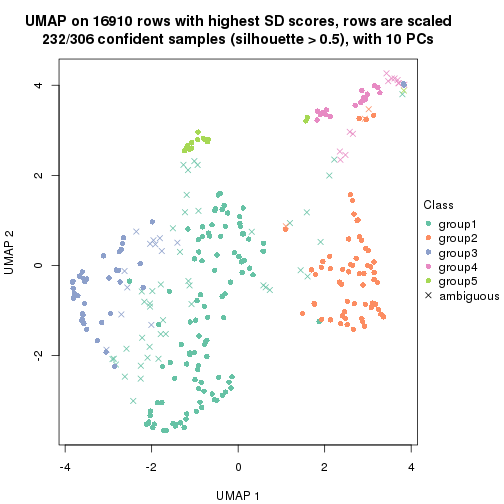 UMAP on 16910 rows with highest SD scores, rows are scaled
232/306 confident samples (silhouette > 0.5), with 10 PCs
4
2
0
-2
UMAP 2
-4
-2
0
2
4
UMAP 1
Class
group1
group2
group3
group4
group5
ambiguous